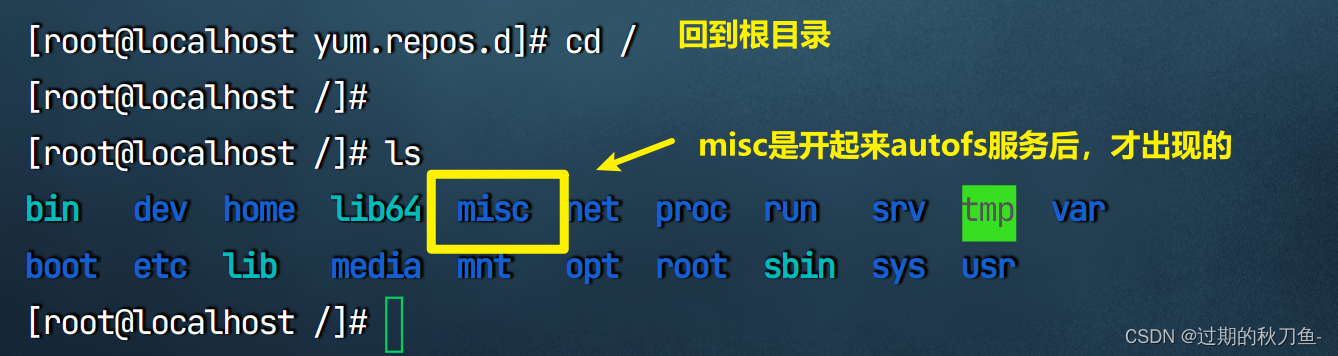 [root@localhost yum.repos.d]# cd / 回到根目录
[root@localhost /]#
[root@localhost /]# ls
misc是开起来autofs服务后，才出现的
bin dev home lib64 misc net proc run srv tmp var
boot etc lib media mnt opt root sbin sys usr
[root@localhost /]#
CSDN @过期的秋刀鱼-